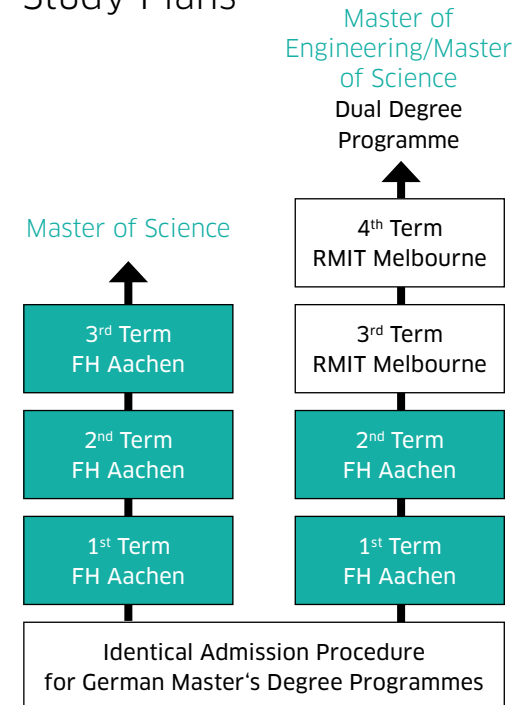 Study Plans
Master of
Engineering/Master
of Science
Dual Degree
Programme
4th Term
RMIT Melbourne
Master of Science
3rd Term
FH Aachen
3rd Term
RMIT Melbourne
2nd Term
FH Aachen
2nd Term
FH Aachen
1st Term
FH Aachen
1st Term
FH Aachen
Identical Admission Procedure
for German Master‘s Degree Programmes